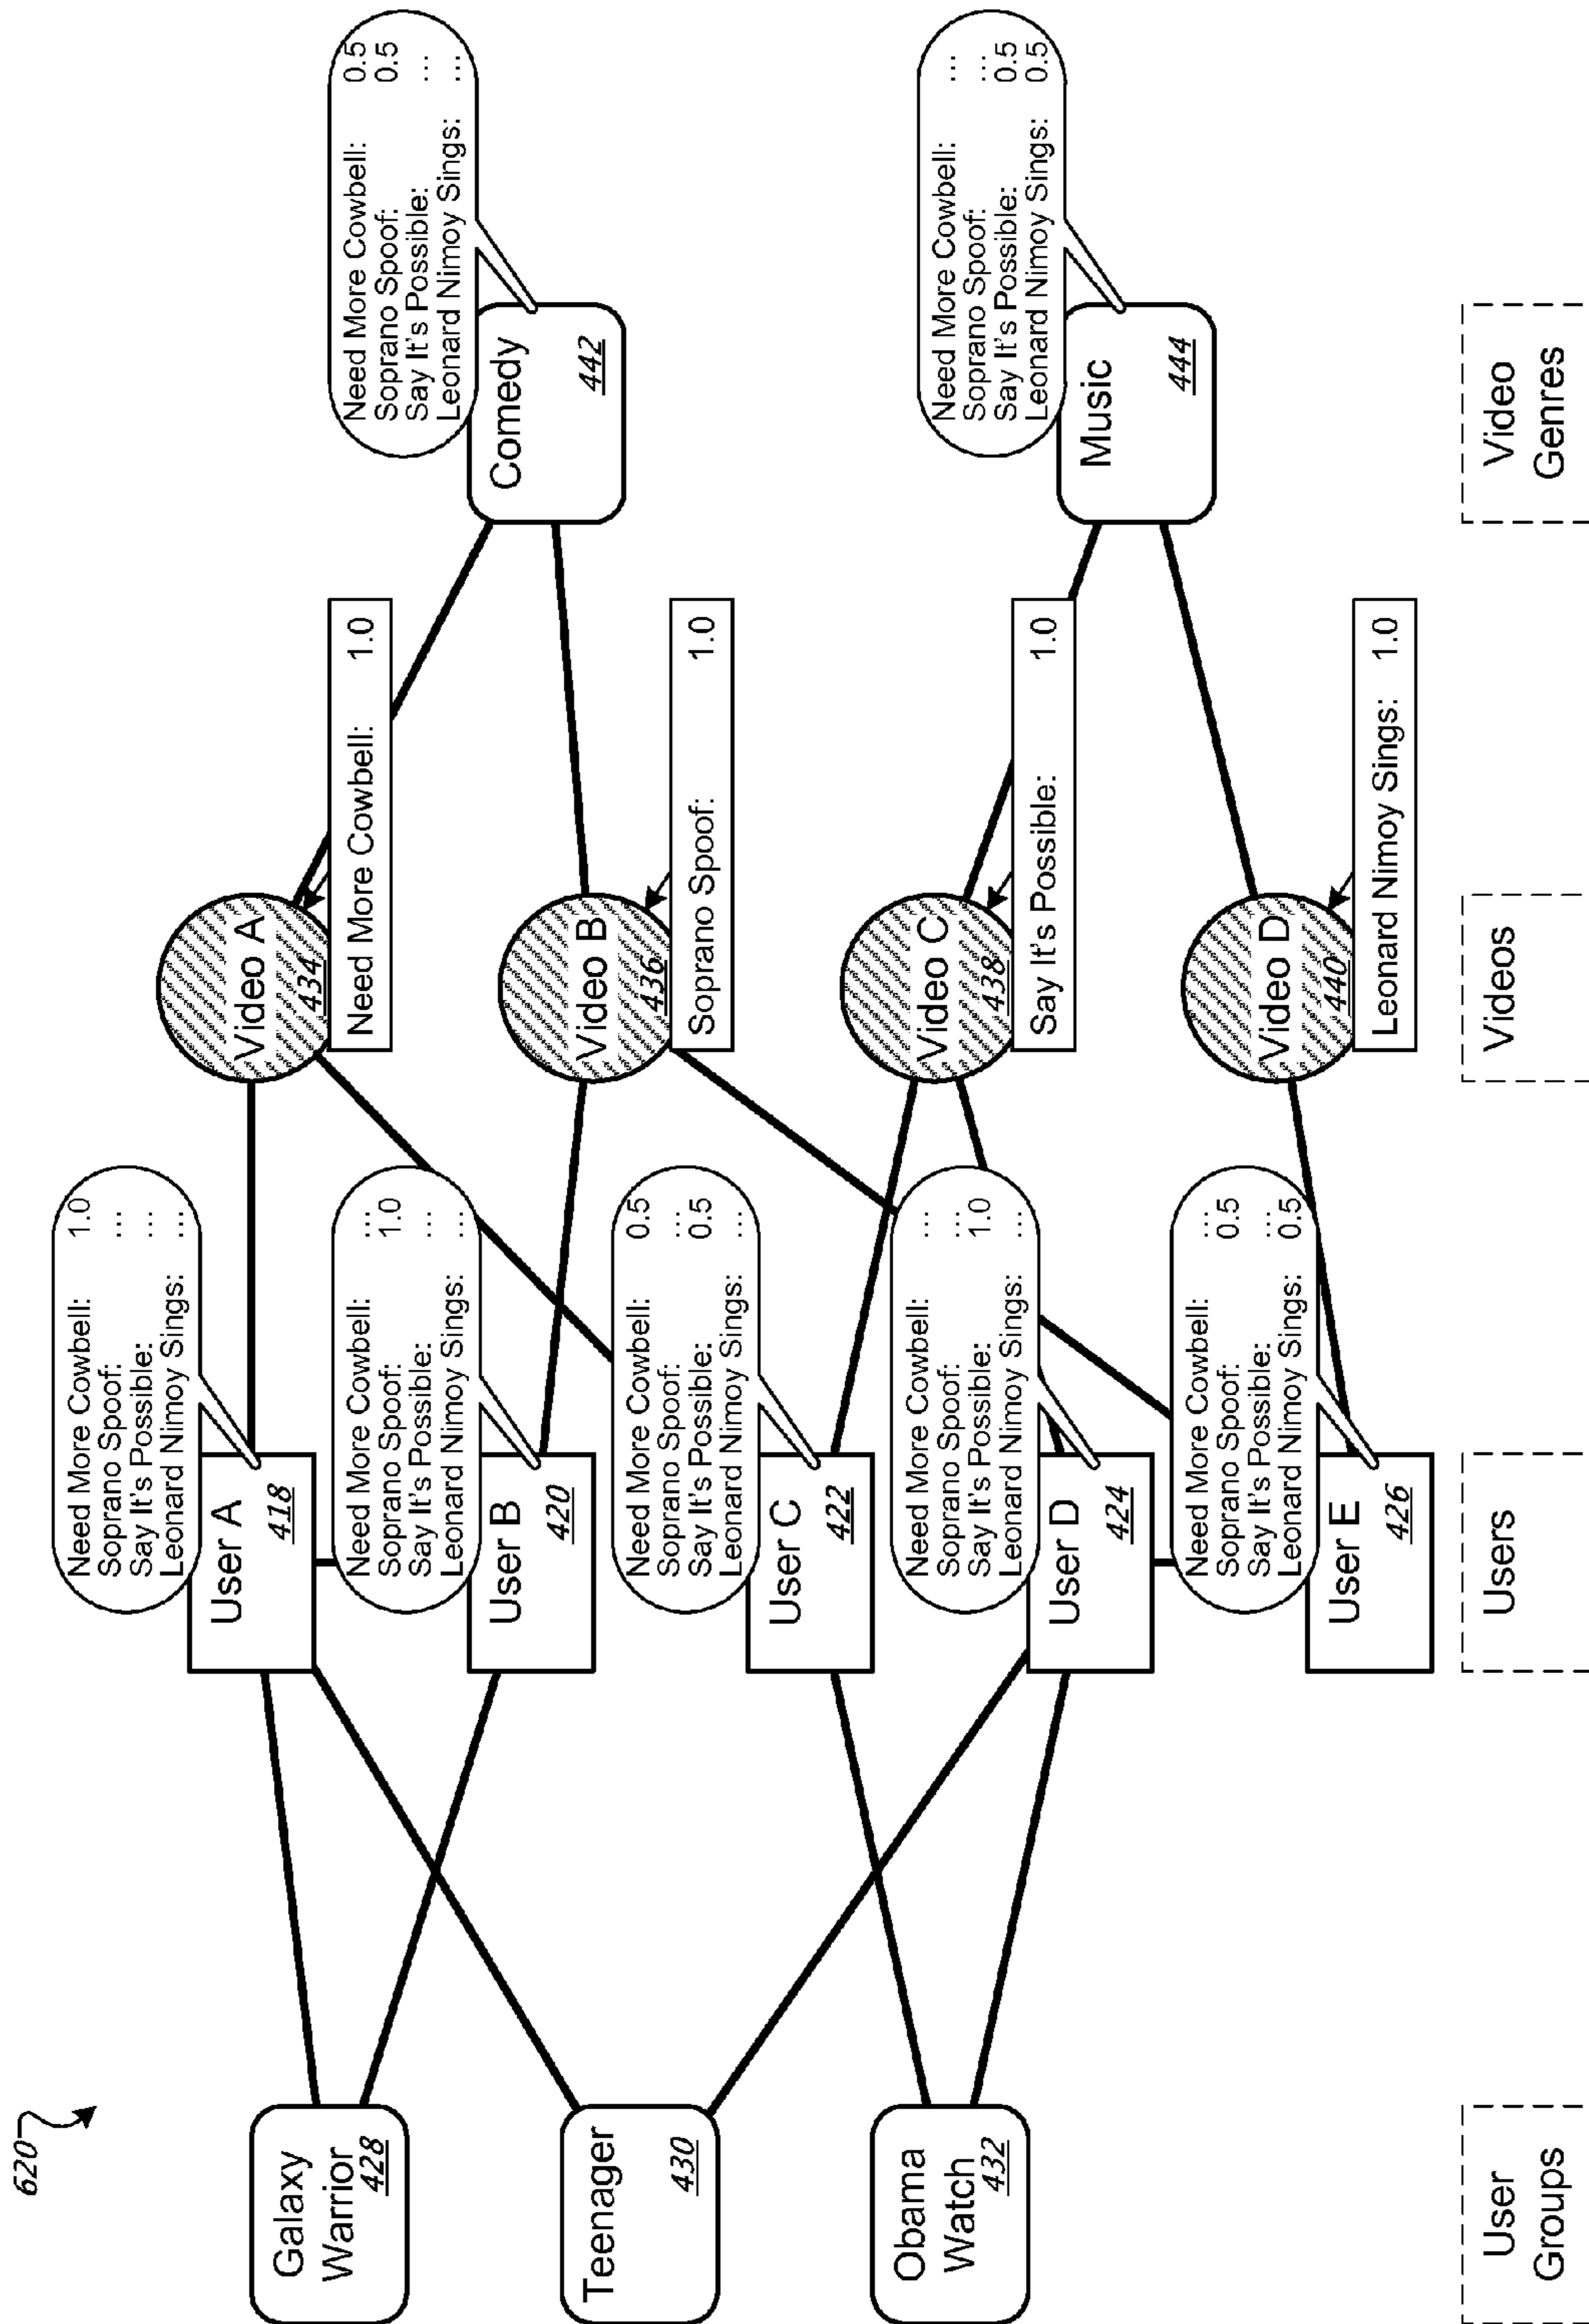 620
Galaxy
Warrior
428
Teenager
430
Obama
Watch
432
User
Groups
Need More Cowbell: 1.0
Soprano Spoof: ...
Say It's Possible: ...
Leonard Nimoy Sings: ...
User A
418
Need More Cowbell: ...
Soprano Spoof: 1.0
Say It's Possible: ...
Leonard Nimoy Sings: ...
User B
420
Need More Cowbell: 0.5
Soprano Spoof: ...
Say It's Possible: 0.5
Leonard Nimoy Sings: ...
User C
422
Need More Cowbell: ...
Soprano Spoof: ...
Say It's Possible: 1.0
Leonard Nimoy Sings: ...
User D
424
Need More Cowbell: ...
Soprano Spoof: 0.5
Say It's Possible: ...
Leonard Nimoy Sings: 0.5
User E
426
Users
Video A
434
Need More Cowbell: 1.0
Video B
436
Soprano Spoof: 1.0
Video C
438
Say It's Possible: 1.0
Video D
440
Leonard Nimoy Sings: 1.0
Videos
Need More Cowbell: 0.5
Soprano Spoof: 0.5
Say It's Possible: ...
Leonard Nimoy Sings: ...
Comedy
442
Need More Cowbell: ...
Soprano Spoof: ...
Say It's Possible: 0.5
Leonard Nimoy Sings: 0.5
Music
444
Video
Genres